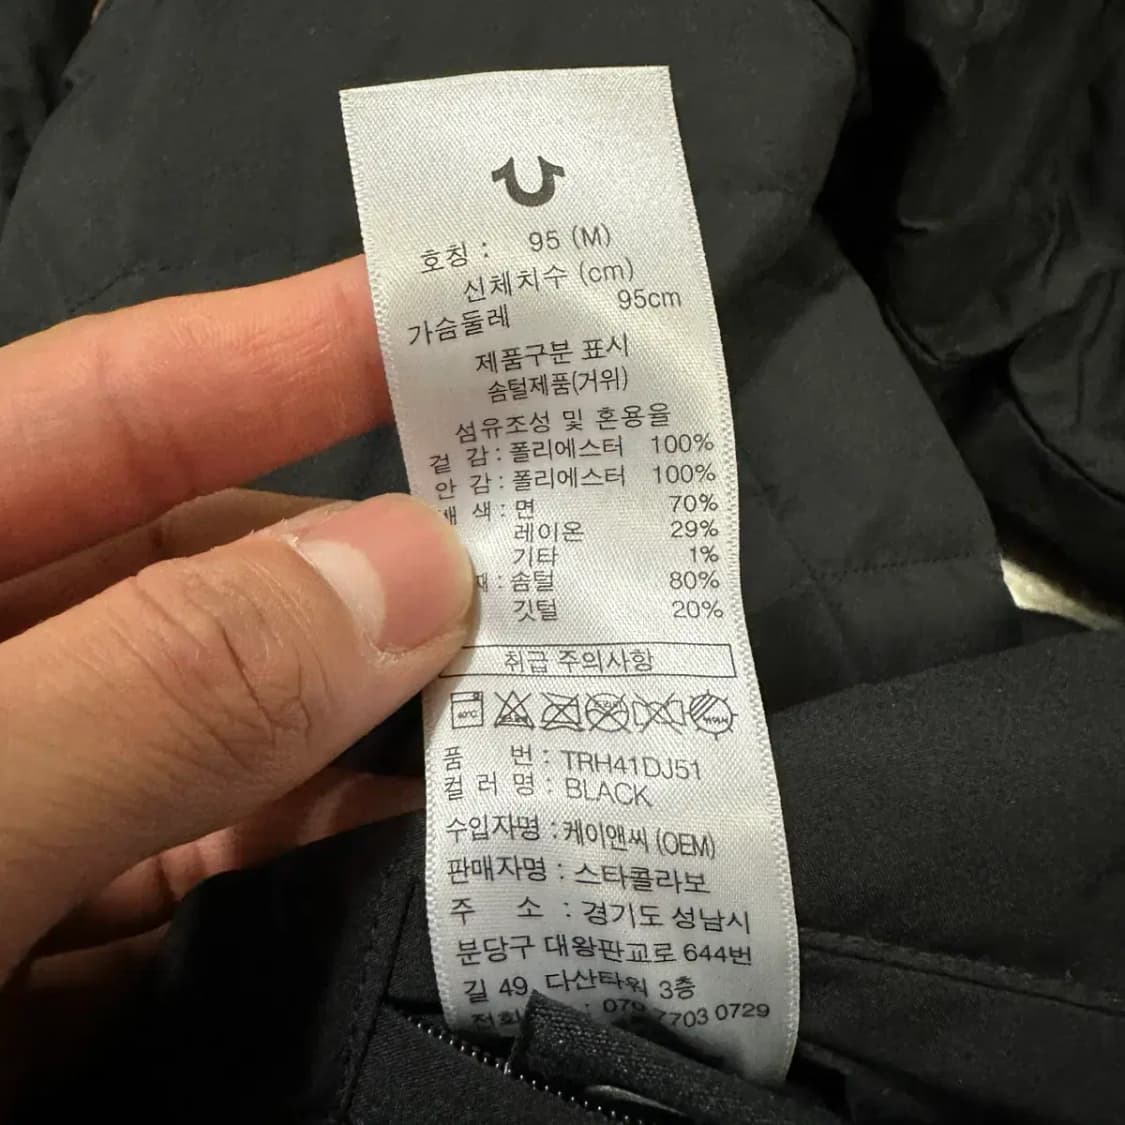 호칭 : 95 (M)
신체치수 (cm)
가슴둘레 95cm
제품구분 표시
솜털제품(거위)
섬유조성 및 혼용율
겉 감 : 폴리에스터 100%
안 감 : 폴리에스터 100%
배 색 : 면 70%
레이온 29%
기타 1%
재 : 솜털 80%
깃털 20%
취급 주의사항
품 번 : TRH41DJ51
컬 러 명 : BLACK
수입자명 : 케이앤씨 (OEM)
판매자명 : 스타콜라보
주 소 : 경기도 성남시
분당구 대왕판교로 644번
길 49, 다산타워 3층
7703 0729